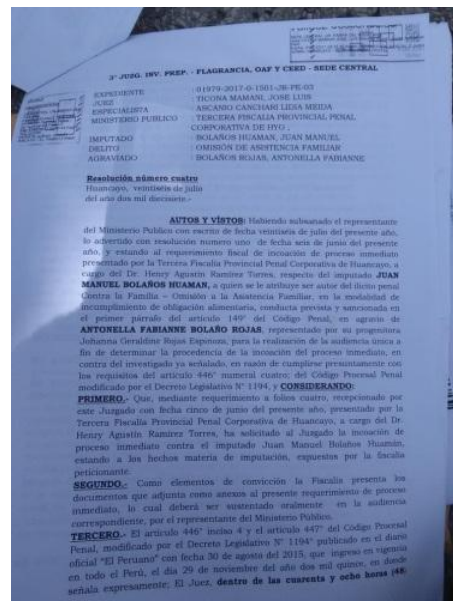 3° JUZG. INV. PREP. - FLAGRANCIA, OAF Y CEED - SEDE CENTRAL
EXPEDIENTE : 01979-2017-0-1501-JR-PE-03
JUEZ : TICONA MAMANI, JOSE LUIS
ESPECIALISTA : ASCANIO CANCHARI LIZIA MEIDA
MINISTERIO PUBLICO : TERCERA FISCALIA PROVINCIAL PENAL
CORPORATIVA DE HYO ,
IMPUTADO : BOLAÑOS HUAMAN, JUAN MANUEL
DELITO : OMISIÓN DE ASISTENCIA FAMILIAR
AGRAVIADO : BOLAÑOS ROJAS, ANTONELLA FABIANNE
Resolución número cuatro
Huancayo, veintiséis de julio
del año dos mil diecisiete.-
AUTOS Y VÍSTOS: Habiendo subsanado el representante
del Ministerio Publico con escrito de fecha veintiséis de julio del presente año,
lo advertido con resolución numero uno de fecha seis de junio del presente
año, y estando al requerimiento fiscal de incoación de proceso inmediato
presentado por la Tercera Fiscalía Provincial Penal Corporativa de Huancayo, a
cargo del Dr. Henry Agustín Ramírez Torres, respecto del imputado JUAN
MANUEL BOLAÑOS HUAMAN, a quien se le atribuye ser autor del ilícito penal
Contra la Familia – Omisión a la Asistencia Familiar, en la modalidad de
incumplimiento de obligación alimentaria, conducta prevista y sancionada en
el primer párrafo del artículo 149° del Código Penal, en agravio de
ANTONELLA FABIANNE BOLAÑO ROJAS, representado por su progenitora
Johanna Geraldine Rojas Espinoza, para la realización de la audiencia única a
fin de determinar la procedencia de la incoación del proceso inmediato, en
contra del investigado ya señalado, en razón de cumplirse presuntamente con
los requisitos del artículo 446° numeral cuatro; del Código Procesal Penal
modificado por el Decreto Legislativo N° 1194, y CONSIDERANDO:
PRIMERO.- Que, mediante requerimiento a folios cuatro, recepcionado por
este Juzgado con fecha cinco de junio del presente año, presentado por la
Tercera Fiscalía Provincial Penal Corporativa de Huancayo, a cargo del Dr.
Henry Agustín Ramírez Torres, ha solicitado al Juzgado la incoación de
proceso inmediato contra el imputado Juan Manuel Bolaños Huamán,
estando a los hechos materia de imputación, expuestos por la fiscalía
peticionante.
SEGUNDO.- Como elementos de convicción la Fiscalía presenta los
documentos que adjunta como anexos al presente requerimiento de proceso
inmediato, lo cual deberá ser sustentado oralmente en la audiencia
correspondiente, por el representante del Ministerio Público.
TERCERO.- El artículo 446° inciso 4 y el artículo 447° del Código Procesal
Penal, modificado por el Decreto Legislativo N° 1194° publicado en el diario
oficial "El Peruano" con fecha 30 de agosto del 2015, que ingreso en vigencia
en todo el Perú, el día 29 de noviembre del año dos mil quince, en donde
señala expresamente; El Juez, dentro de las cuarenta y ocho horas (48)